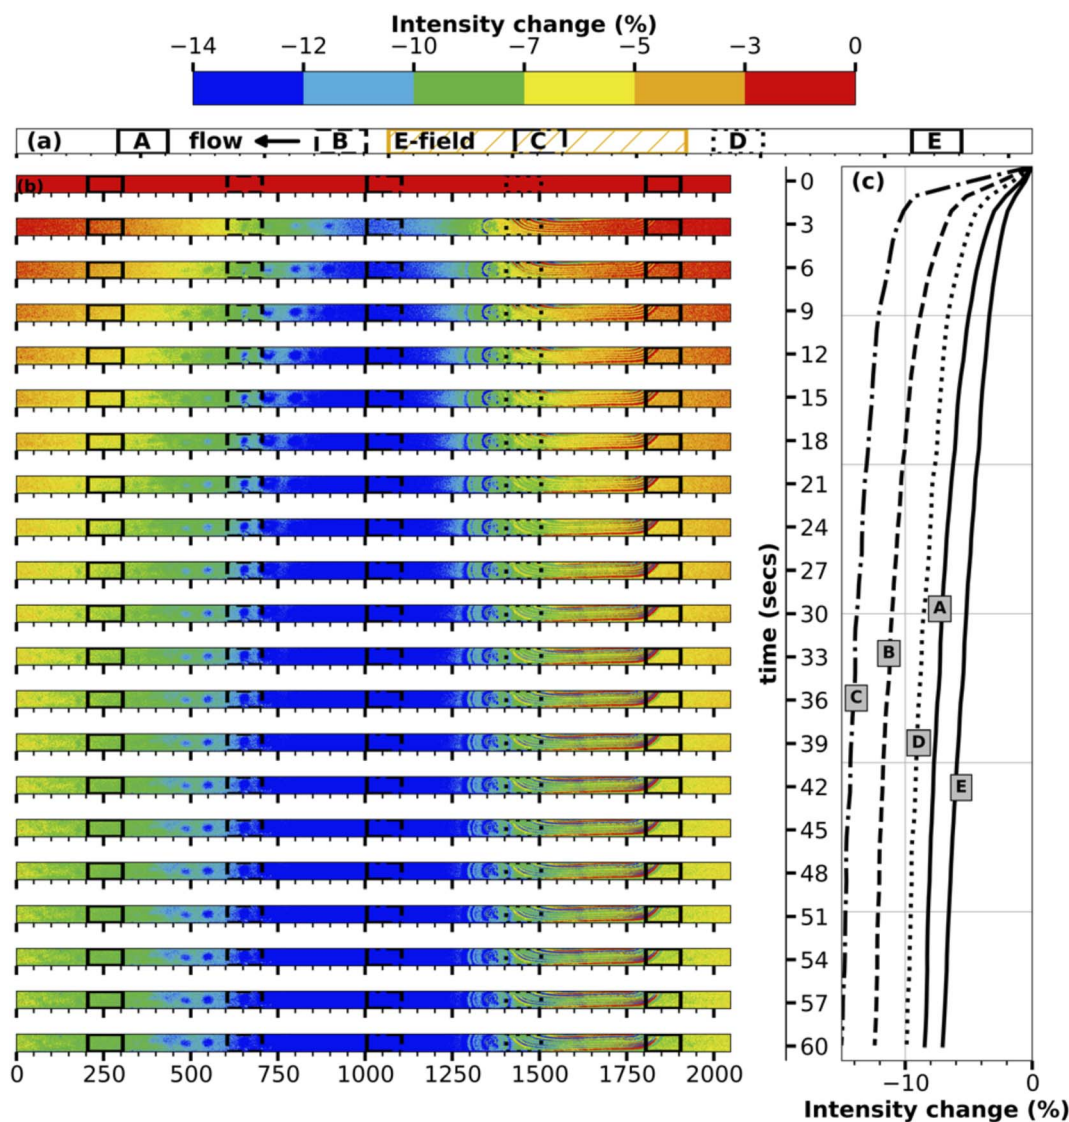 Intensity change (%)
−14 −12 −10 −7 −5 −3 0
(a) A flow B E-field C D E
(b)
(c)
0
3
6
9
12
15
18
21
24
27
30
33
36
39
42
45
48
51
54
57
60
time (secs)
A
B
C
D
E
0 250 500 750 1000 1250 1500 1750 2000
−10 0
Intensity change (%)